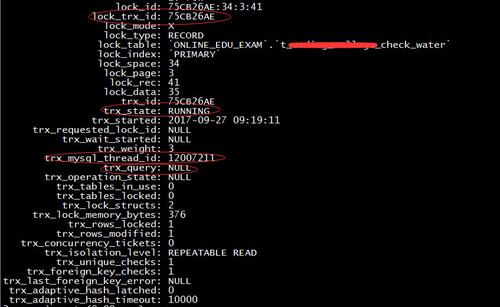 lock_id: 75CB26AE:34:3:41
lock_trx_id: 75CB26AE
lock_mode: X
lock_type: RECORD
lock_table: `ONLINE_EDU_EXAM`.`t_ _check_water`
lock_index: `PRIMARY`
lock_space: 34
lock_page: 3
lock_rec: 41
lock_data: 35
trx_id: 75CB26AE
trx_state: RUNNING
trx_started: 2017-09-27 09:19:11
trx_requested_lock_id: NULL
trx_wait_started: NULL
trx_weight: 3
trx_mysql_thread_id: 12007211
trx_query: NULL
trx_operation_state: NULL
trx_tables_in_use: 0
trx_tables_locked: 0
trx_lock_structs: 2
trx_lock_memory_bytes: 376
trx_rows_locked: 1
trx_rows_modified: 1
trx_concurrency_tickets: 0
trx_isolation_level: REPEATABLE READ
trx_unique_checks: 1
trx_foreign_key_checks: 1
trx_last_foreign_key_error: NULL
trx_adaptive_hash_latched: 0
trx_adaptive_hash_timeout: 10000